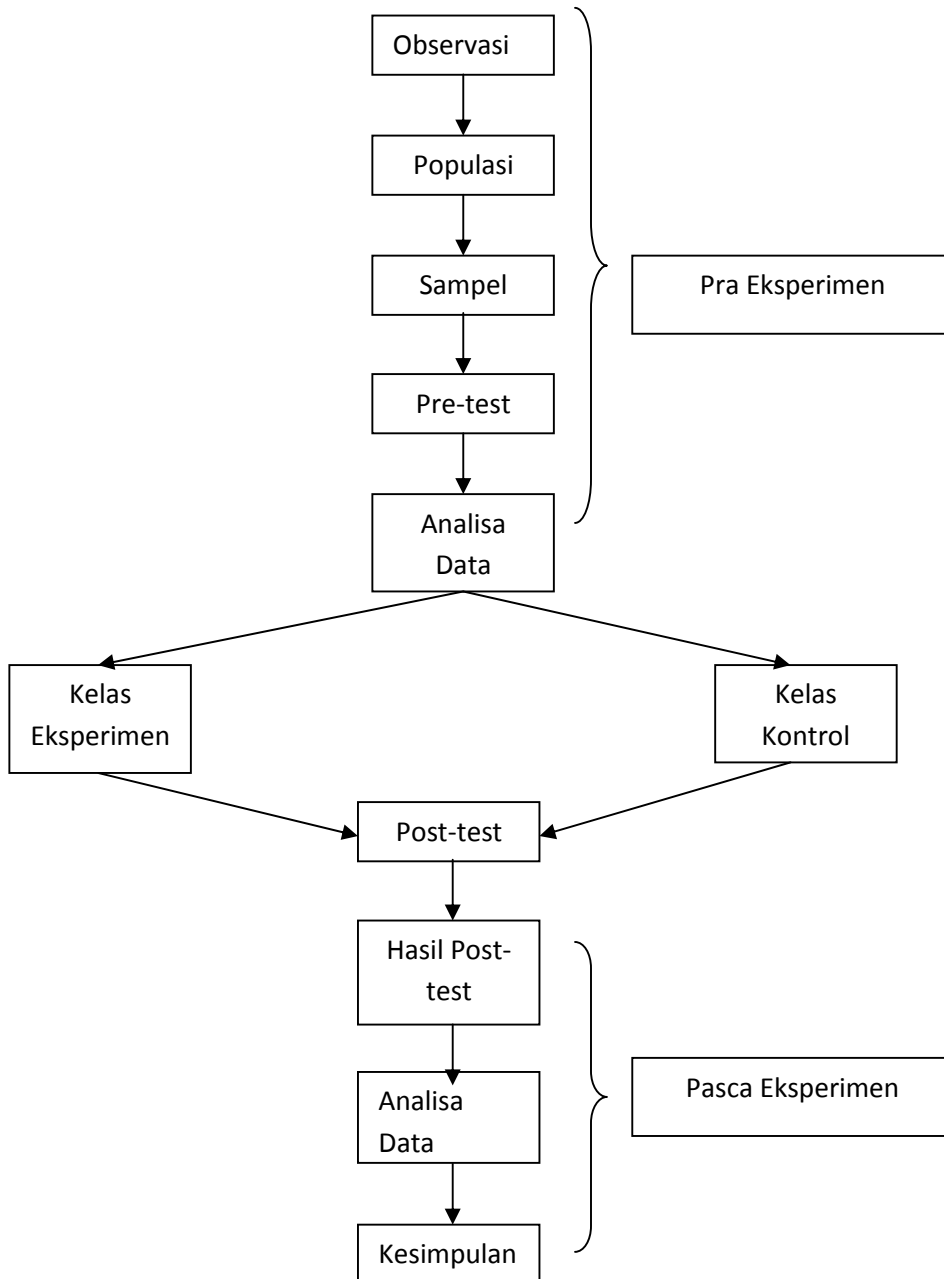 Observasi
Populasi
Sampel
Pra Eksperimen
Pre-test
Analisa
Data
Kelas
Eksperimen
Kelas
Kontrol
Post-test
Hasil Post-
test
Analisa
Data
Pasca Eksperimen
Kesimpulan